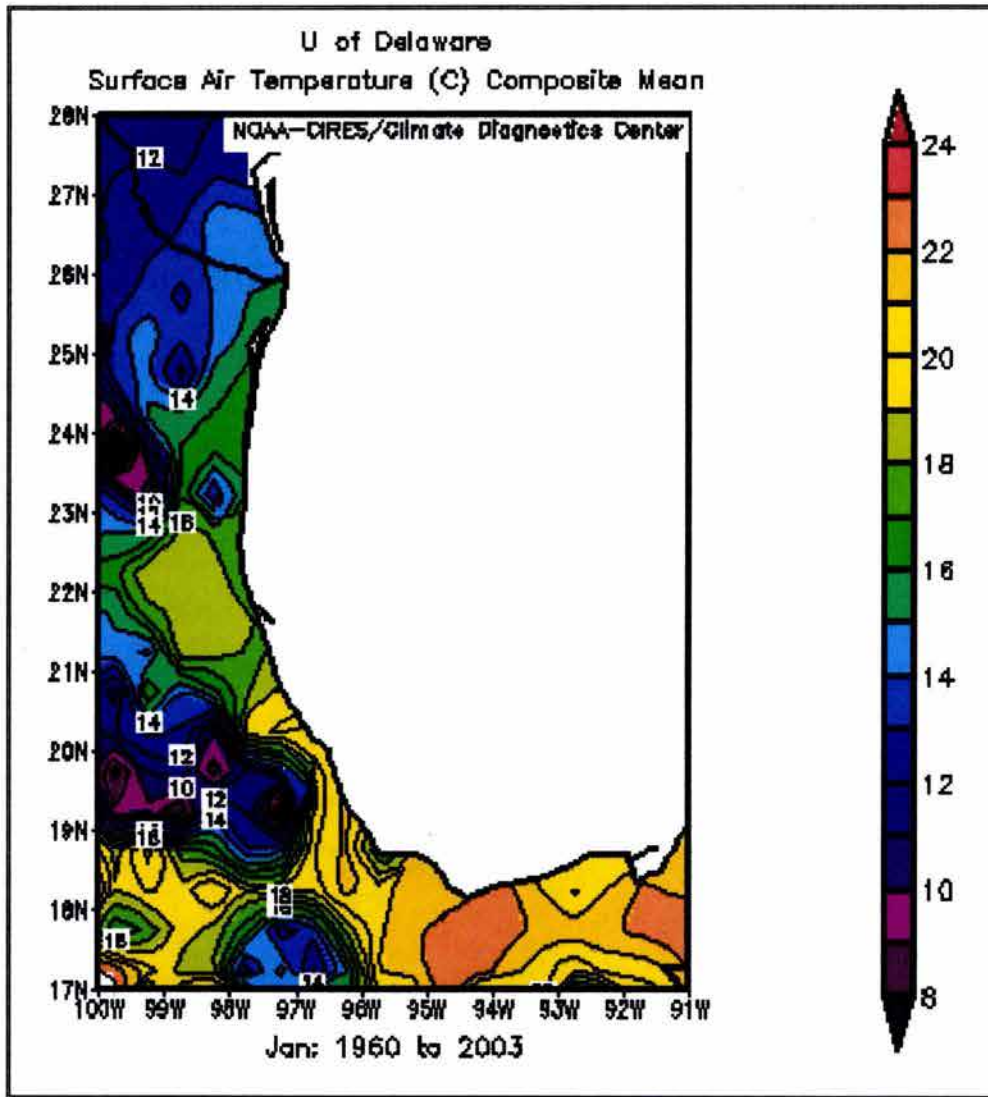 U of Delaware
Surface Air Temperature (C) Composite Mean
NOAA-CIRES/Climate Diagnostics Center
28N
12
27N
26N
25N
14
24N
23N
14
16
22N
21N
14
20N
12
10
12
14
19N
16
18
18N
16
14
17N
100W 99W 98W 97W 96W 95W 94W 93W 92W 91W
Jan: 1960 to 2003
24
22
20
18
16
14
12
10
8